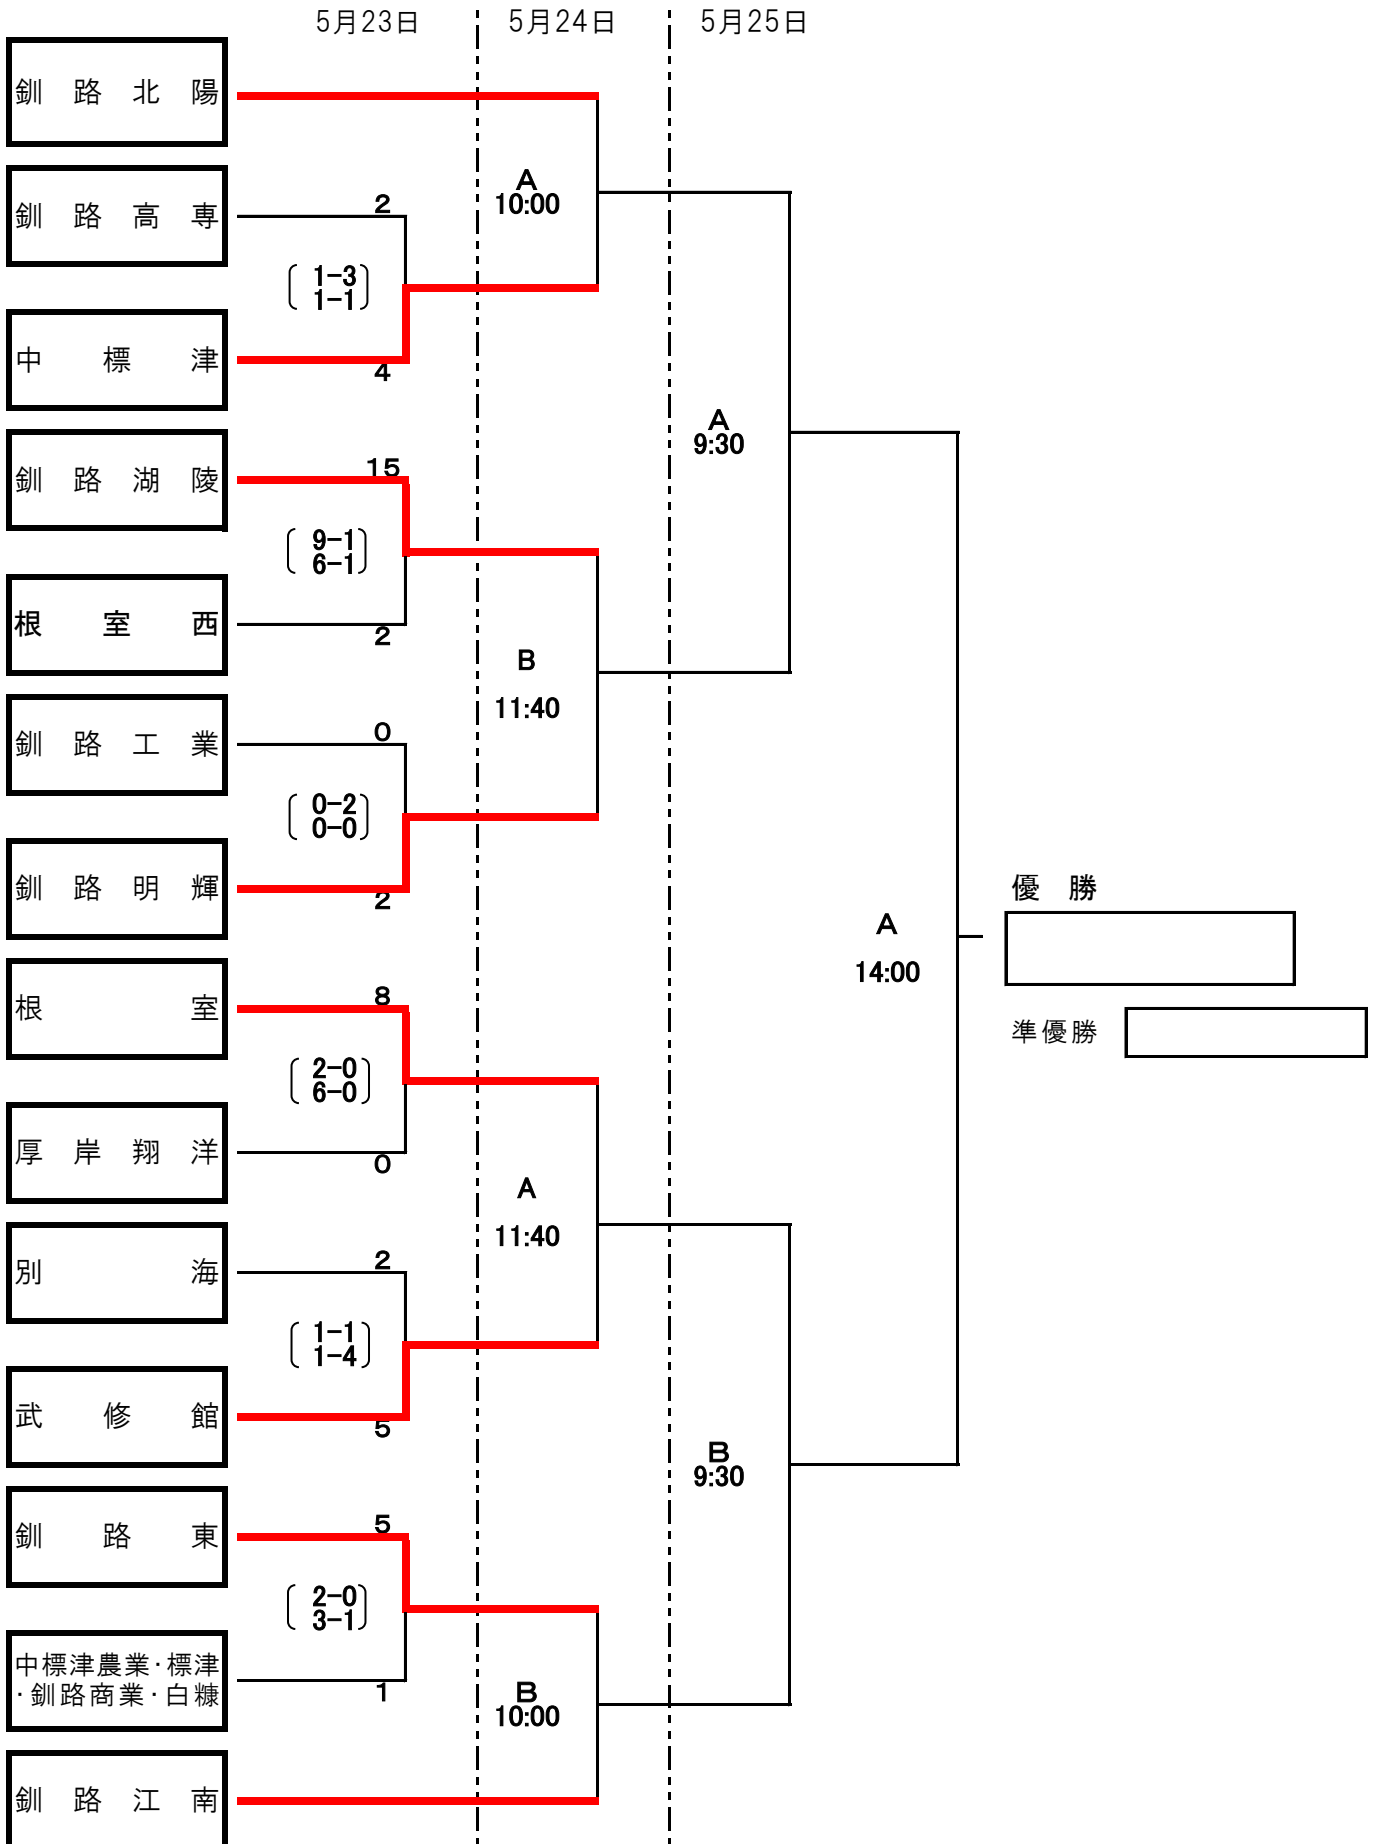 5月23日 5月24日 5月25日
釧路北陽
A
10:00
釧路高専
2
1-3
1-1
中標津
4
A
9:30
釧路湖陵
15
9-1
6-1
根室西
2
B
11:40
釧路工業
0
0-2
0-0
釧路明輝
2
優勝
A
14:00
準優勝
根室
8
2-0
6-0
厚岸翔洋
0
A
11:40
別海
2
1-1
1-4
武修館
5
B
9:30
釧路東
5
2-0
3-1
中標津農業・標津
・釧路商業・白糠
1
B
10:00
釧路江南